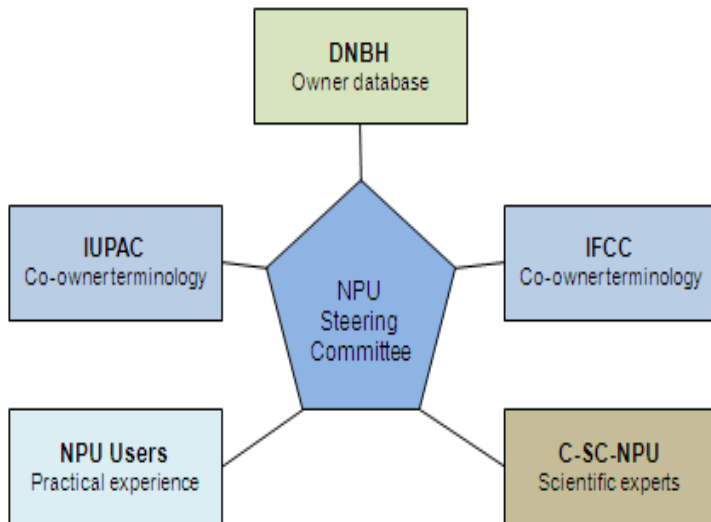 DNBH
Owner database
IUPAC
Co-ownerterminology
IFCC
Co-ownerterminology
NPU
Steering
Committee
NPU Users
Practical experience
C-SC-NPU
Scientific experts